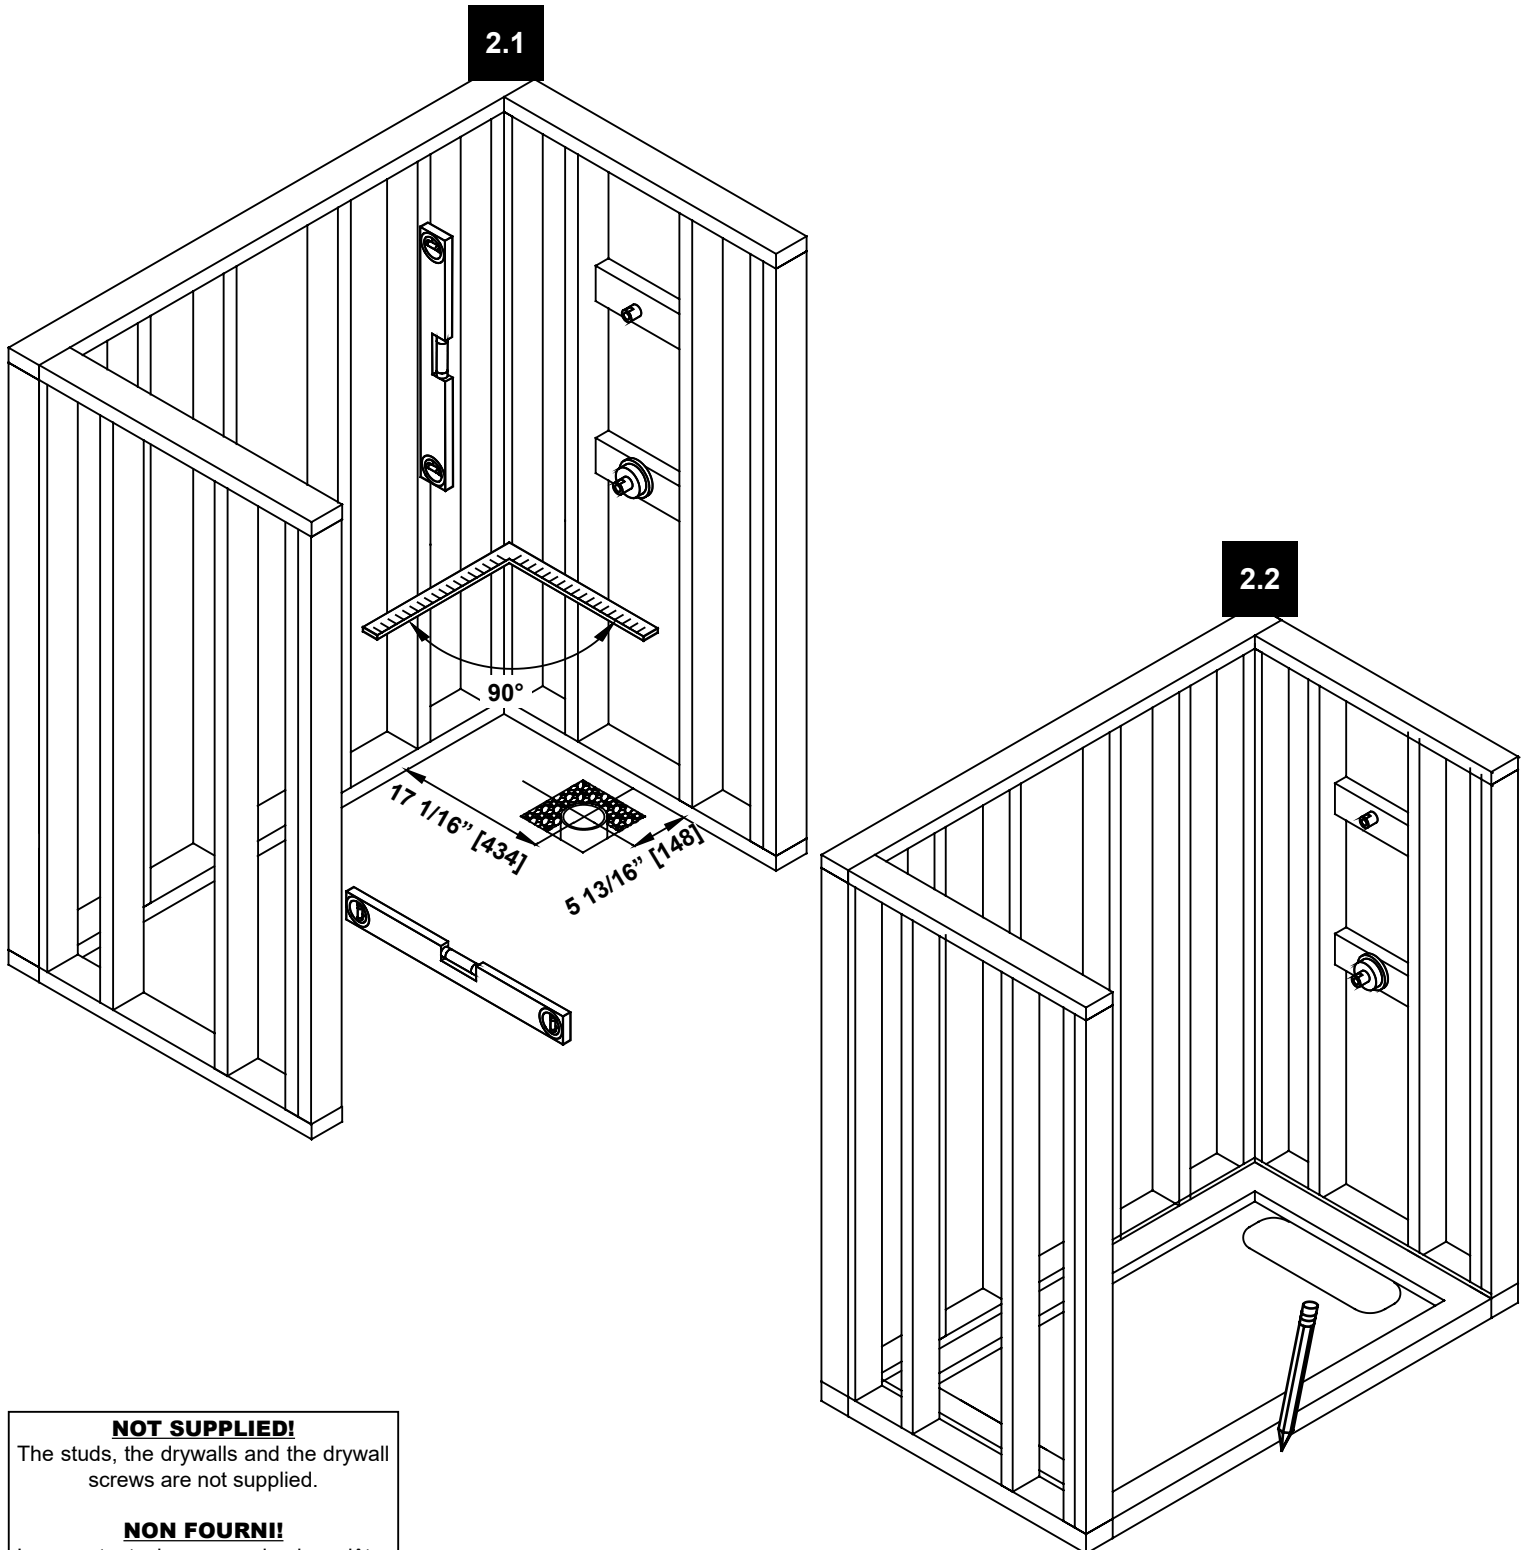 2.1
90°
17 1/16” [434]
5 13/16” [148]
2.2
NOT SUPPLIED!
The studs, the drywalls and the drywall
screws are not supplied.
NON FOURNI!